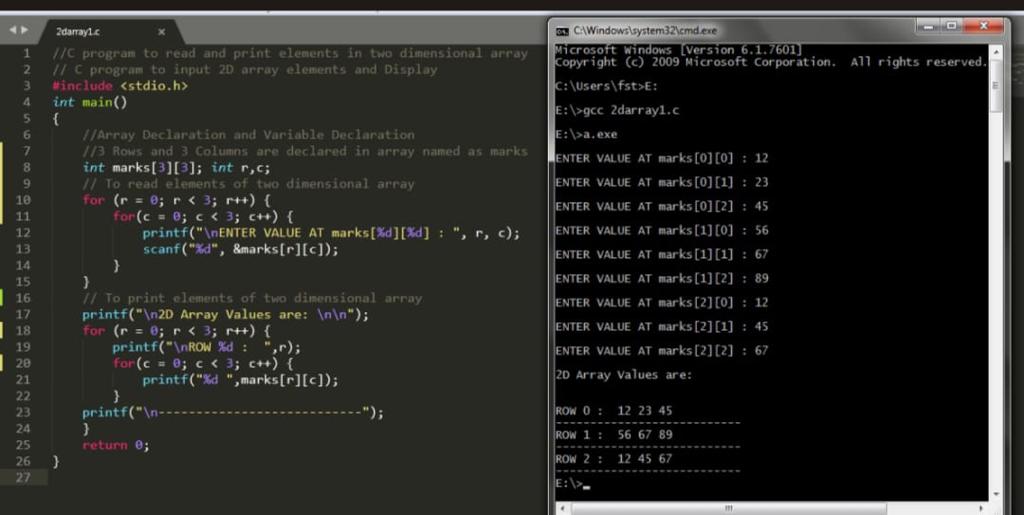 2darray1.c ×
1 //C program to read and print elements in two dimensional array
2 // C program to input 2D array elements and Display
3 #include <stdio.h>
4 int main()
5 {
6 //Array Declaration and Variable Declaration
7 //3 Rows and 3 Columns are declared in array named as marks
8 int marks[3][3]; int r,c;
9 // To read elements of two dimensional array
10 for (r = 0; r < 3; r++) {
11 for(c = 0; c < 3; c++) {
12 printf("\nENTER VALUE AT marks[%d][%d] : ", r, c);
13 scanf("%d", &marks[r][c]);
14 }
15 }
16 // To print elements of two dimensional array
17 printf("\n2D Array Values are: \n\n");
18 for (r = 0; r < 3; r++) {
19 printf("\nROW %d :  ",r);
20 for(c = 0; c < 3; c++) {
21 printf("%d ",marks[r][c]);
22 }
23 printf("\n---------------------------");
24 }
25 return 0;
26 }
27
C:\Windows\system32\cmd.exe
Microsoft Windows [Version 6.1.7601]
Copyright (c) 2009 Microsoft Corporation.  All rights reserved.
C:\Users\fst>E:
E:\>gcc 2darray1.c
E:\>a.exe
ENTER VALUE AT marks[0][0] : 12
ENTER VALUE AT marks[0][1] : 23
ENTER VALUE AT marks[0][2] : 45
ENTER VALUE AT marks[1][0] : 56
ENTER VALUE AT marks[1][1] : 67
ENTER VALUE AT marks[1][2] : 89
ENTER VALUE AT marks[2][0] : 12
ENTER VALUE AT marks[2][1] : 45
ENTER VALUE AT marks[2][2] : 67
2D Array Values are:
ROW 0 :  12 23 45
---------------------------
ROW 1 :  56 67 89
---------------------------
ROW 2 :  12 45 67
---------------------------
E:\>_